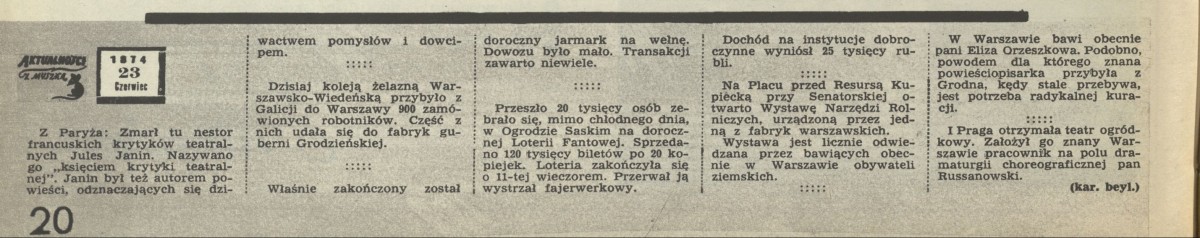 AKTUALNOŚCI
Z MYSZKĄ
1874
23
Czerwiec
Z Paryża: Zmarł tu nestor
francuskich krytyków teatral-
nych Jules Janin. Nazywano
go „księciem krytyki teatral-
nej". Janin był też autorem po-
wieści, odznaczających się dzi-
wactwem pomysłów i dowci-
pem.
:::::
Dzisiaj koleją żelazną War-
szawsko-Wiedeńską przybyło z
Galicji do Warszawy 900 zamó-
wionych robotników. Część z
nich udała się do fabryk gu-
berni Grodzieńskiej.
:::::
Właśnie zakończony został
doroczny jarmark na wełnę.
Dowozu było mało. Transakcji
zawarto niewiele.
:::::
Przeszło 20 tysięcy osób ze-
brało się, mimo chłodnego dnia,
w Ogrodzie Saskim na dorocz-
nej Loterii Fantowej. Sprzeda-
no 120 tysięcy biletów po 20 ko-
piejek. Loteria zakończyła się
o 11-tej wieczorem. Przerwał ją
wystrzał fajerwerkowy.
Dochód na instytucje dobro-
czynne wyniósł 25 tysięcy ru-
bli.
:::::
Na Placu przed Resursą Ku-
piécką przy Senatorskiej o-
twarto Wystawę Narzędzi Rol-
niczych, urządzoną przez jed-
ną z fabryk warszawskich.
Wystawa jest licznie odwie-
dzana przez bawiących obec-
nie w Warszawie obywateli
ziemskich.
:::::
W Warszawie bawi obecnie
pani Eliza Orzeszkowa. Podobno,
powodem dla którego znana
powieściopisarka przybyła z
Grodna, kędy stale przebywa,
jest potrzeba radykalnej kura-
cji.
:::::
I Praga otrzymała teatr ogród-
kowy. Założył go znany War-
szawie pracownik na polu dra-
maturgii choreograficznej pan
Russanowski.
(kar. beyl.)
20